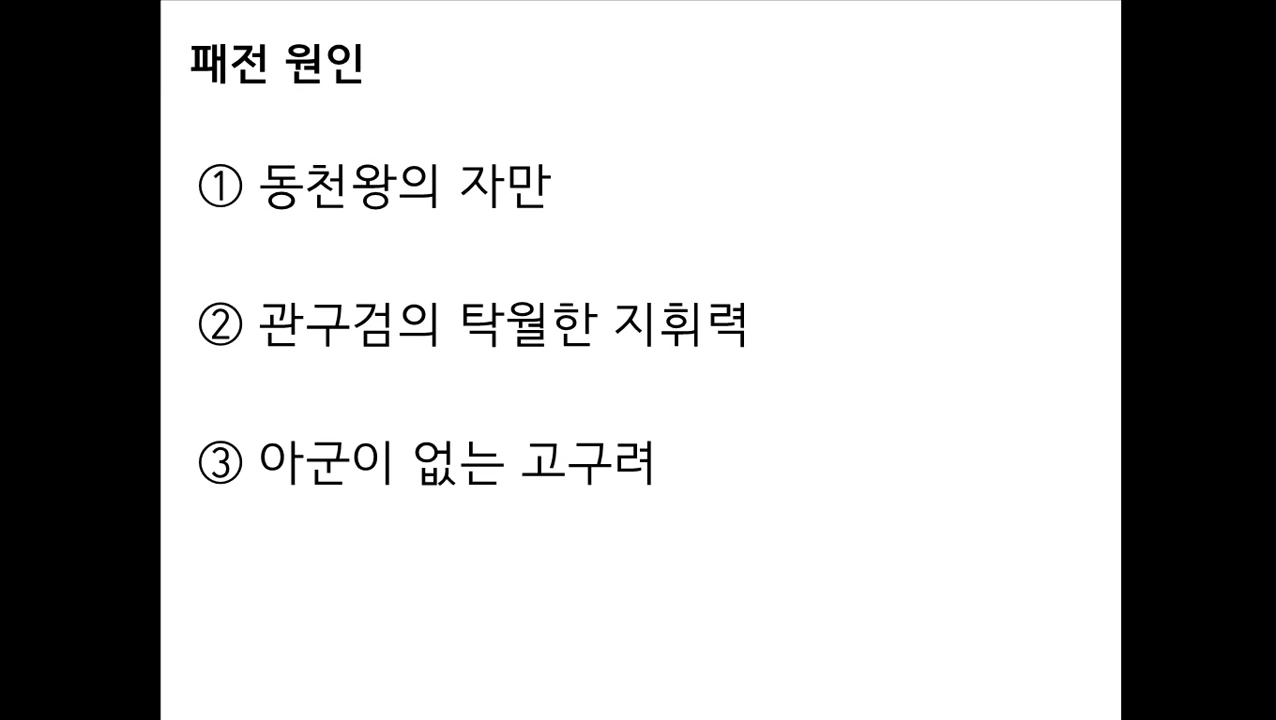 패전 원인
① 동천왕의 자만
② 관구검의 탁월한 지휘력
③ 아군이 없는 고구려